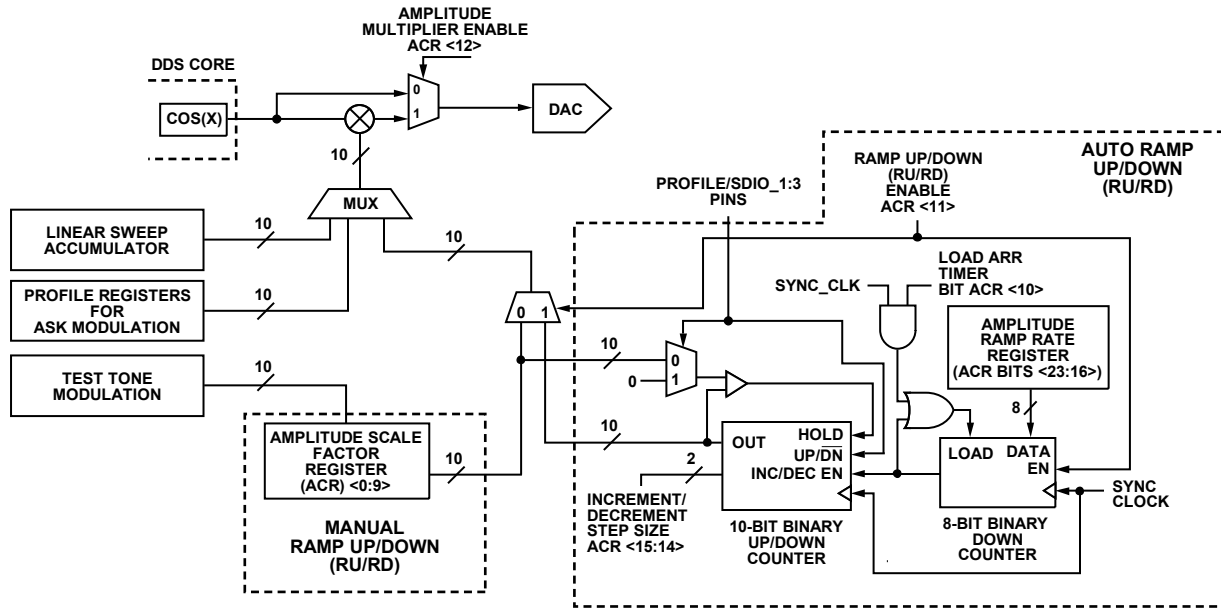 AMPLITUDE
MULTIPLIER ENABLE
ACR <12>
DDS CORE
COS(X)
0
1
DAC
10
MUX
LINEAR SWEEP
ACCUMULATOR
10
PROFILE REGISTERS
FOR
ASK MODULATION
10
TEST TONE
MODULATION
10
10
0 1
AMPLITUDE SCALE
FACTOR
REGISTER
(ACR) <0:9>
10
MANUAL
RAMP UP/DOWN
(RU/RD)
PROFILE/SDIO_1:3
PINS
RAMP UP/DOWN
(RU/RD)
ENABLE
ACR <11>
AUTO RAMP
UP/DOWN
(RU/RD)
SYNC_CLK
LOAD ARR
TIMER
BIT ACR <10>
AMPLITUDE
RAMP RATE
REGISTER
(ACR BITS <23:16>)
8
10
0
0
1
10
OUT
HOLD
UP/DN
INC/DEC EN
2
INCREMENT/
DECREMENT
STEP SIZE
ACR <15:14>
10-BIT BINARY
UP/DOWN
COUNTER
LOAD
DATA
EN
SYNC
CLOCK
8-BIT BINARY
DOWN
COUNTER